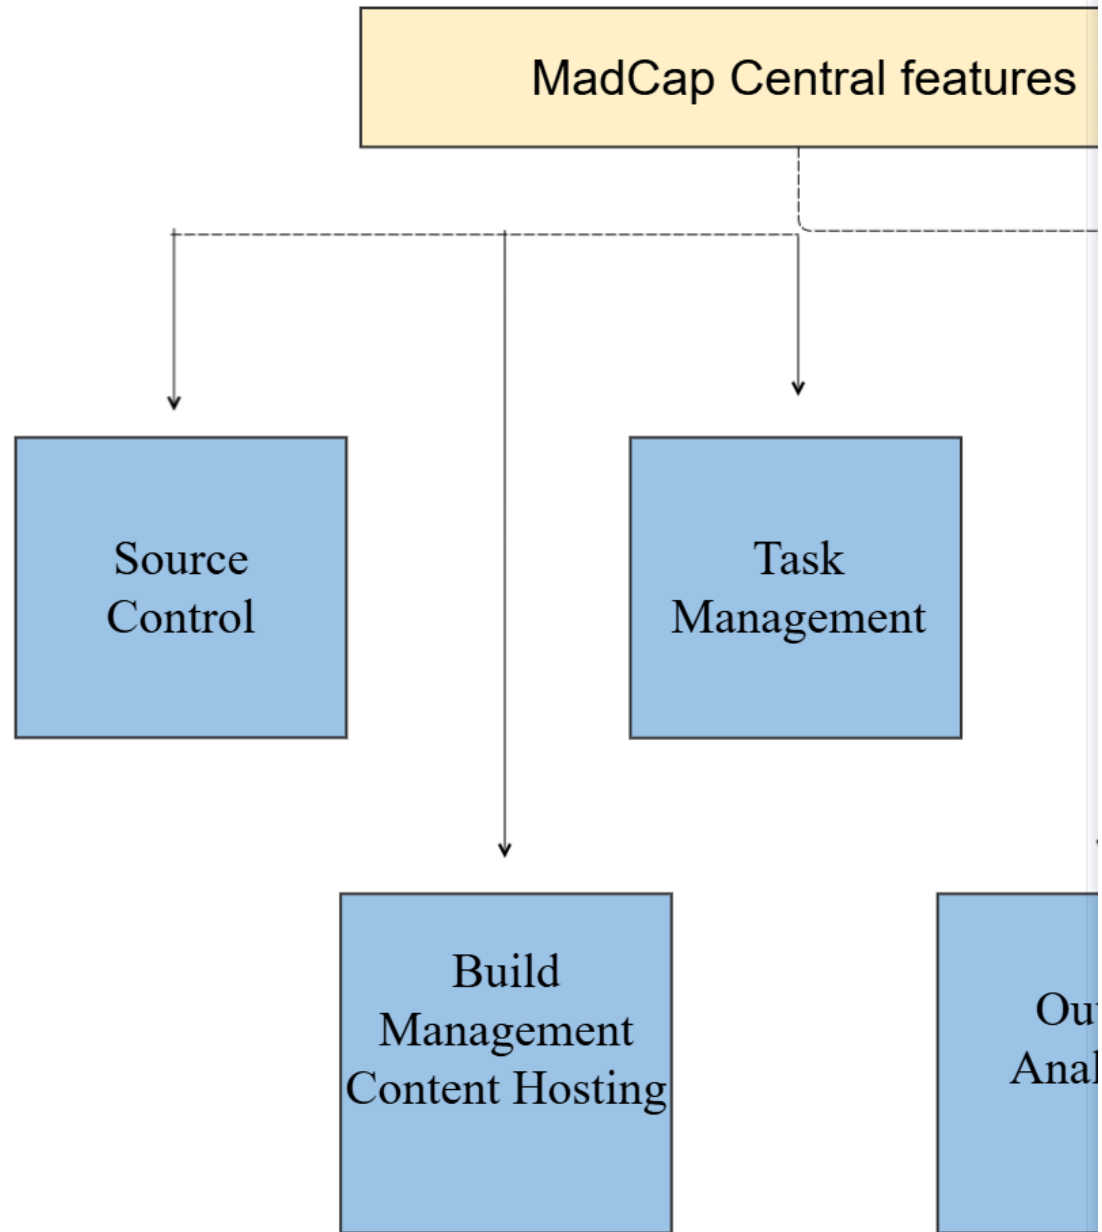 MadCap Central features
Source
Control
Task
Management
Build
Management
Content Hosting